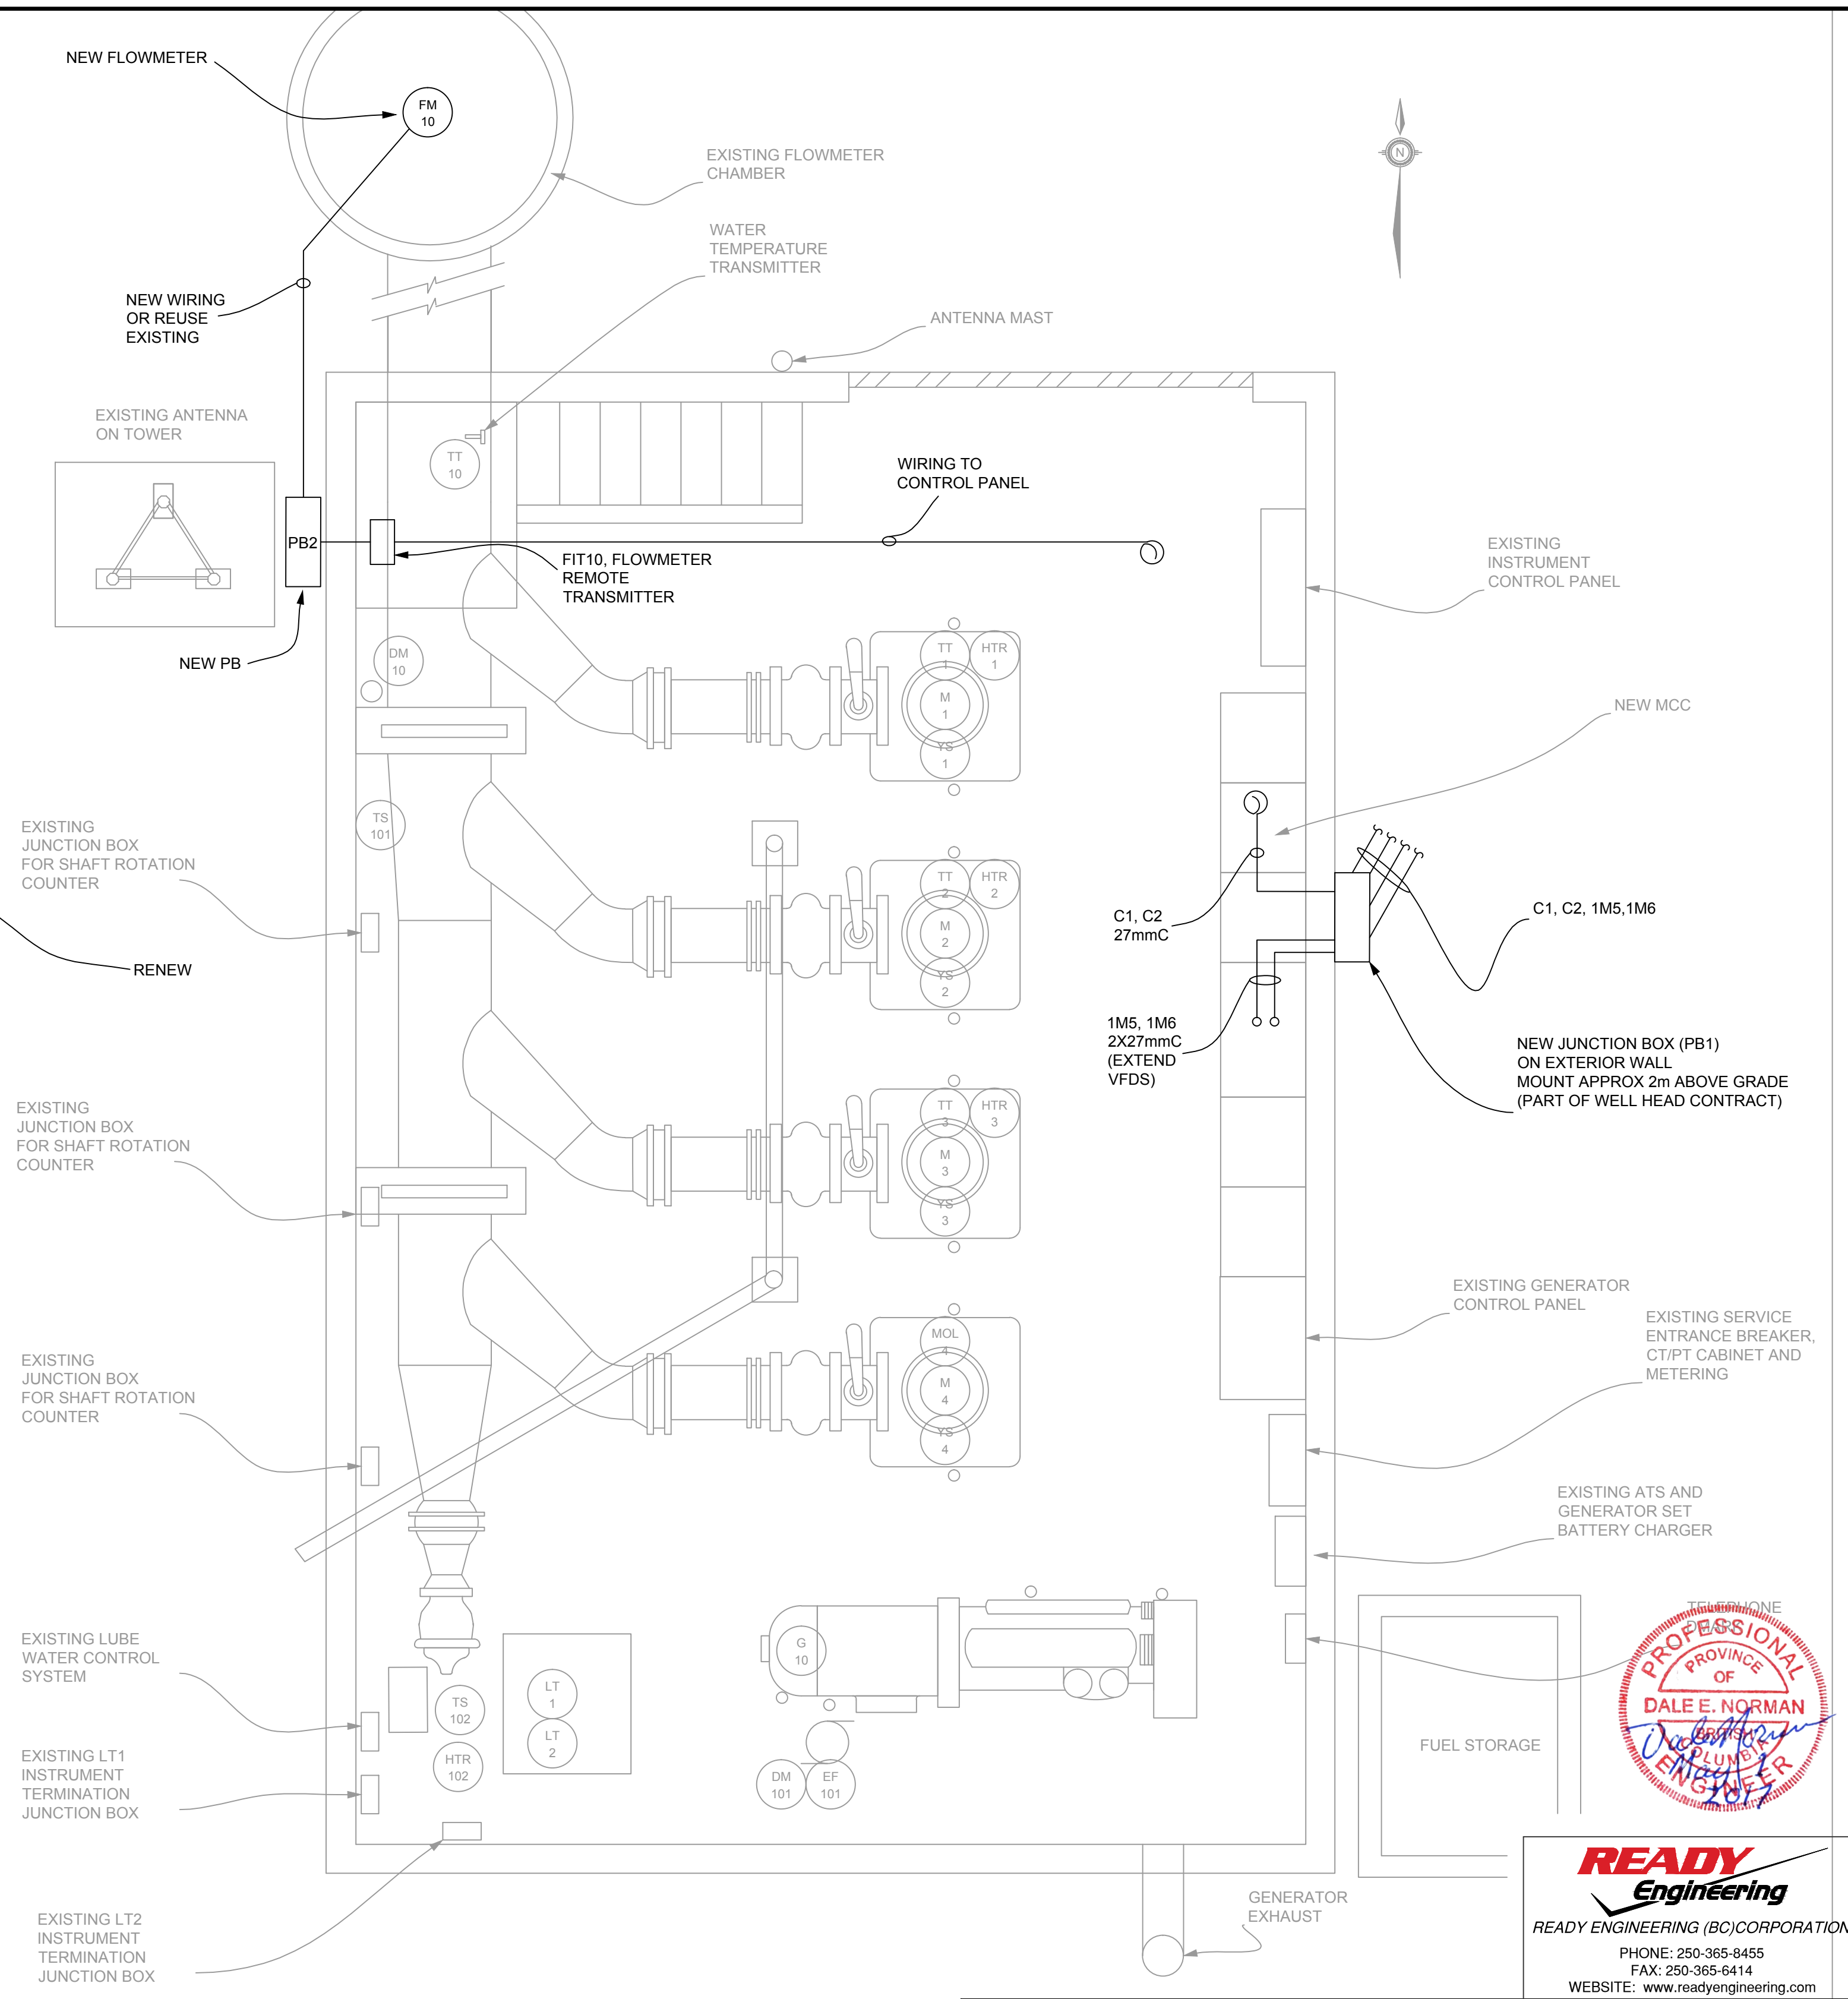 NEW FLOWMETER
FM
10
EXISTING FLOWMETER
CHAMBER
N
WATER
TEMPERATURE
TRANSMITTER
NEW WIRING
OR REUSE
EXISTING
ANTENNA MAST
EXISTING ANTENNA
ON TOWER
TT
10
WIRING TO
CONTROL PANEL
PB2
FIT10, FLOWMETER
REMOTE
TRANSMITTER
EXISTING
INSTRUMENT
CONTROL PANEL
NEW PB
DM
10
TT
1
HTR
1
M
1
YS
1
NEW MCC
TS
101
EXISTING
JUNCTION BOX
FOR SHAFT ROTATION
COUNTER
TT
2
HTR
2
M
2
YS
2
C1, C2
27mmC
C1, C2, 1M5,1M6
RENEW
1M5, 1M6
2X27mmC
(EXTEND
VFDS)
NEW JUNCTION BOX (PB1)
ON EXTERIOR WALL
MOUNT APPROX 2m ABOVE GRADE
(PART OF WELL HEAD CONTRACT)
EXISTING
JUNCTION BOX
FOR SHAFT ROTATION
COUNTER
TT
3
HTR
3
M
3
YS
3
EXISTING GENERATOR
CONTROL PANEL
EXISTING SERVICE
ENTRANCE BREAKER,
CT/PT CABINET AND
METERING
EXISTING
JUNCTION BOX
FOR SHAFT ROTATION
COUNTER
MOL
4
M
4
YS
4
EXISTING ATS AND
GENERATOR SET
BATTERY CHARGER
TELEPHONE
DMARK
EXISTING LUBE
WATER CONTROL
SYSTEM
G
10
LT
1
LT
2
TS
102
HTR
102
EXISTING LT1
INSTRUMENT
TERMINATION
JUNCTION BOX
DM
101
EF
101
FUEL STORAGE
PROFESSIONAL
PROVINCE
OF
DALE E. NORMAN
BRITISH
COLUMBIA
ENGINEER
Dale Norman
May 1
2017
EXISTING LT2
INSTRUMENT
TERMINATION
JUNCTION BOX
GENERATOR
EXHAUST
READY
Engineering
READY ENGINEERING (BC)CORPORATION
PHONE: 250-365-8455
FAX: 250-365-6414
WEBSITE: www.readyengineering.com